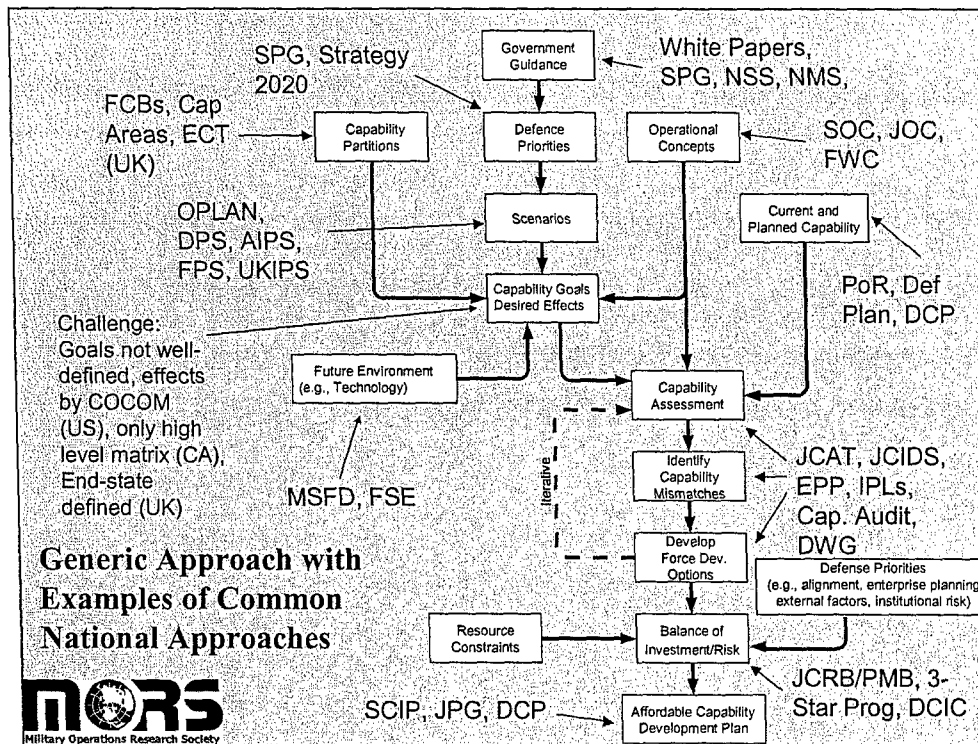 SPG, Strategy
2020
Government
Guidance
White Papers,
SPG, NSS, NMS,
FCBs, Cap
Areas, ECT
(UK)
Capability
Partitions
Defence
Priorities
Operational
Concepts
SOC, JOC,
FWC
OPLAN,
DPS, AIPS,
FPS, UKIPS
Scenarios
Current and
Planned Capability
Capability Goals
Desired Effects
PoR, Def
Plan, DCP
Challenge:
Goals not well-
defined, effects
by COCOM
(US), only high
level matrix (CA),
End-state
defined (UK)
Future Environment
(e.g., Technology)
Capability
Assessment
MSFD, FSE
Iterative
Identify
Capability
Mismatches
JCAT, JCIDS,
EPP, IPLs,
Cap. Audit,
DWG
Develop
Force Dev.
Options
Generic Approach with
Examples of Common
National Approaches
Defense Priorities
(e.g., alignment, enterprise planning
external factors, institutional risk)
Resource
Constraints
Balance of
Investment/Risk
JCRB/PMB, 3-
Star Prog, DCIC
SCIP, JPG, DCP
Affordable Capability
Development Plan
MORS
Military Operations Research Society